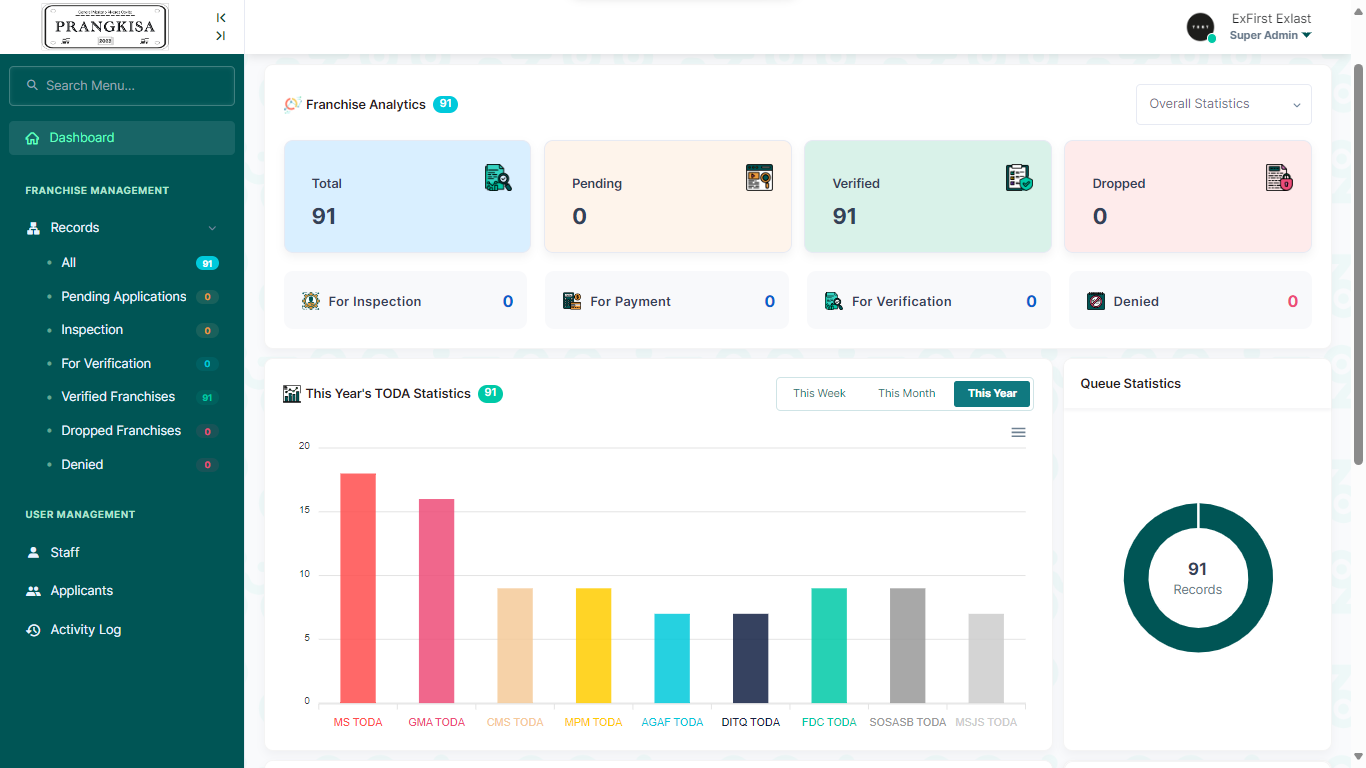 PRANGKISA
2023
ExFirst Exlast
Super Admin
Search Menu...
Dashboard
FRANCHISE MANAGEMENT
Records
All 91
Pending Applications 0
Inspection 0
For Verification 0
Verified Franchises 91
Dropped Franchises 0
Denied 0
USER MANAGEMENT
Staff
Applicants
Activity Log
Franchise Analytics 91
Overall Statistics
Total
91
Pending
0
Verified
91
Dropped
0
For Inspection 0
For Payment 0
For Verification 0
Denied 0
This Year's TODA Statistics 91
This Week This Month This Year
20
15
10
5
0
MS TODA GMA TODA CMS TODA MPM TODA AGAF TODA DITQ TODA FDC TODA SOSASB TODA MSJS TODA
Queue Statistics
91
Records